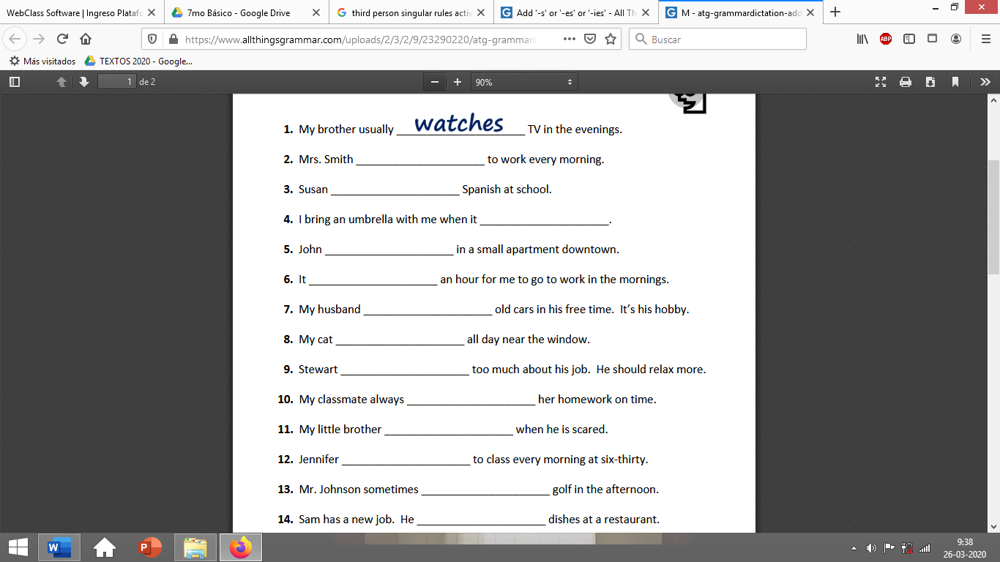 WebClass Software | Ingreso Platafo
7mo Básico - Google Drive
third person singular rules activ
Add '-s' or '-es' or '-ies' - All Th
M - atg-grammardictation-add
https://www.allthingsgrammar.com/uploads/2/3/2/9/23290220/atg-grammard
Buscar
ABP
Más visitados
TEXTOS 2020 - Google...
1 de 2
90%
1. My brother usually watches TV in the evenings.
2. Mrs. Smith ____________________ to work every morning.
3. Susan ____________________ Spanish at school.
4. I bring an umbrella with me when it ____________________.
5. John ____________________ in a small apartment downtown.
6. It ____________________ an hour for me to go to work in the mornings.
7. My husband ____________________ old cars in his free time. It’s his hobby.
8. My cat ____________________ all day near the window.
9. Stewart ____________________ too much about his job. He should relax more.
10. My classmate always ____________________ her homework on time.
11. My little brother ____________________ when he is scared.
12. Jennifer ____________________ to class every morning at six-thirty.
13. Mr. Johnson sometimes ____________________ golf in the afternoon.
14. Sam has a new job. He ____________________ dishes at a restaurant.
9:38
26-03-2020